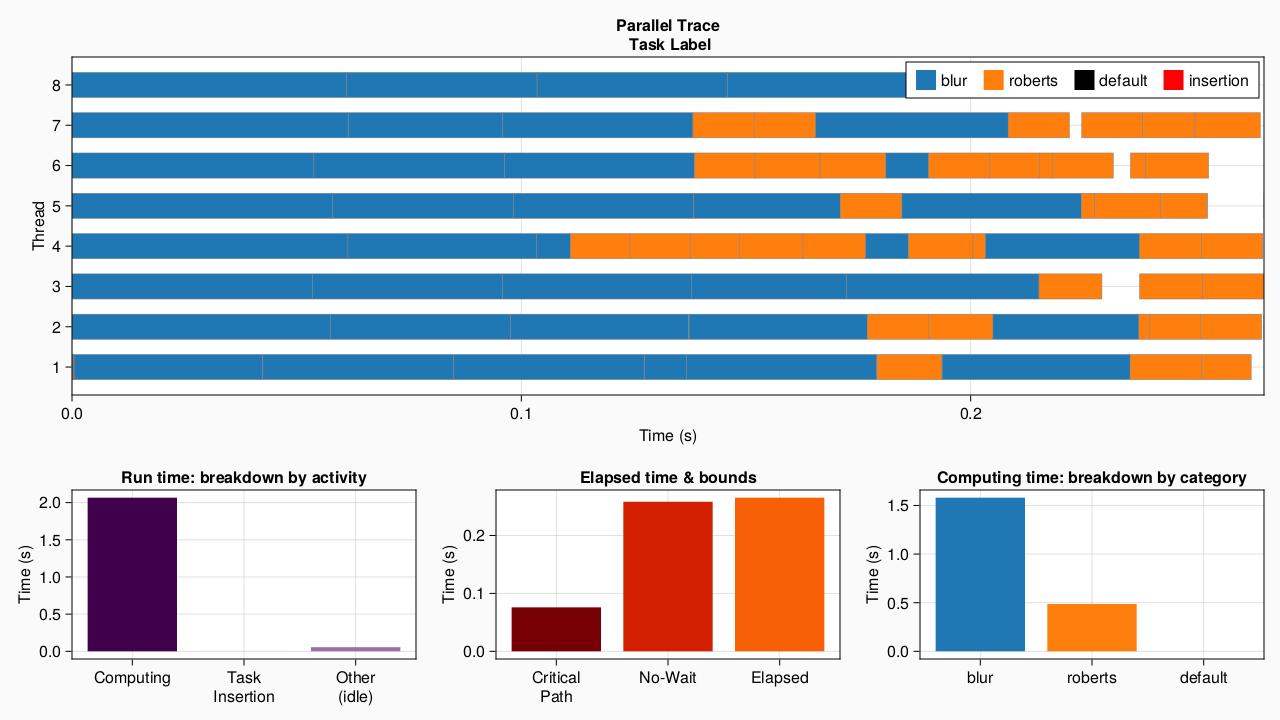 Parallel Trace
Task Label
blur roberts default insertion
8
7
6
5
4
3
2
1
Thread
0.0 0.1 0.2
Time (s)
Run time: breakdown by activity
2.0
1.5
1.0
0.5
0.0
Time (s)
Computing Task Insertion Other (idle)
Elapsed time & bounds
0.2
0.1
0.0
Time (s)
Critical Path No-Wait Elapsed
Computing time: breakdown by category
1.5
1.0
0.5
0.0
Time (s)
blur roberts default